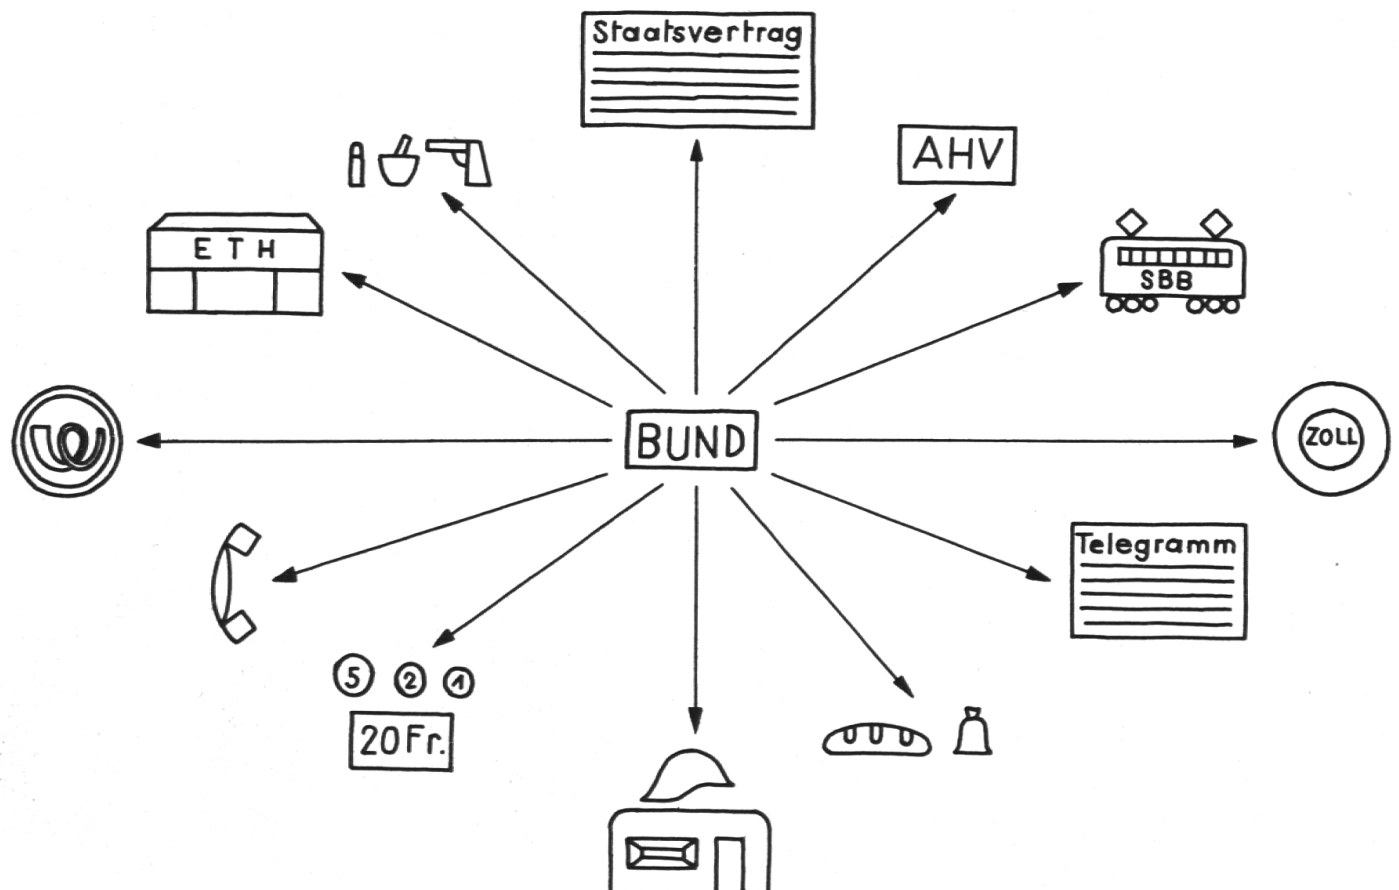 Staatsvertrag
AHV
ETH
SBB
BUND
ZOLL
Telegramm
5 2 1
20 Fr.